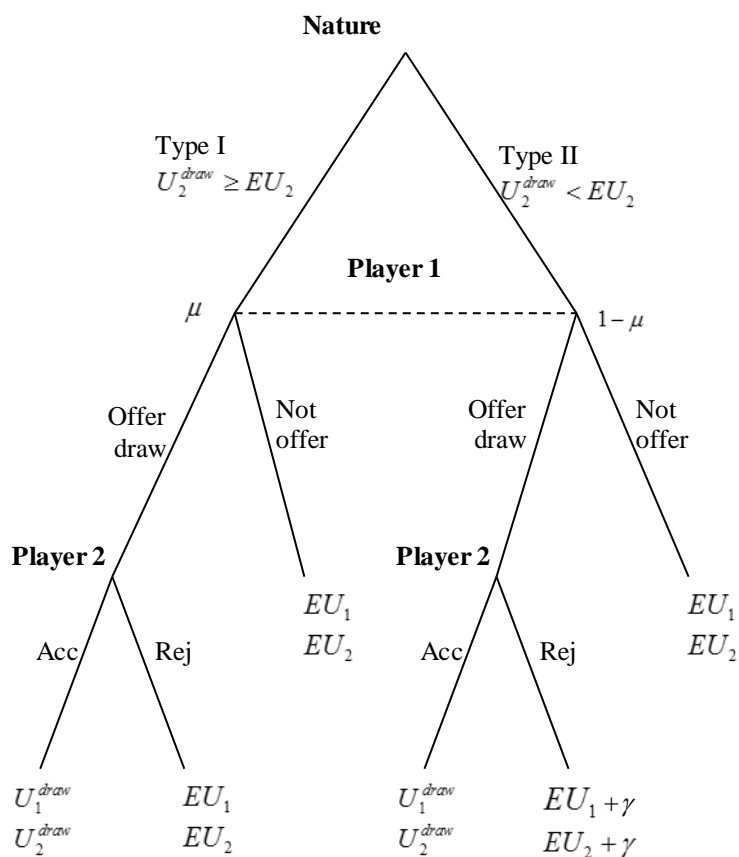 Nature
Type I
U_2^{draw} ≥ EU_2
Type II
U_2^{draw} < EU_2
Player 1
μ
1 − μ
Offer
draw
Not
offer
Offer
draw
Not
offer
Player 2
Player 2
EU_1
EU_2
EU_1
EU_2
Acc
Rej
Acc
Rej
U_1^{draw}
U_2^{draw}
EU_1
EU_2
U_1^{draw}
U_2^{draw}
EU_1 + γ
EU_2 + γ